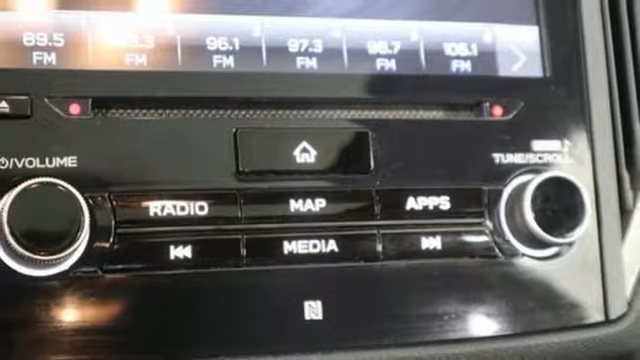 89.5 96.1 97.3 98.7 105.1
FM FM FM FM FM FM
⏻/VOLUME TUNE/SCROLL
RADIO MAP APPS
MEDIA
N